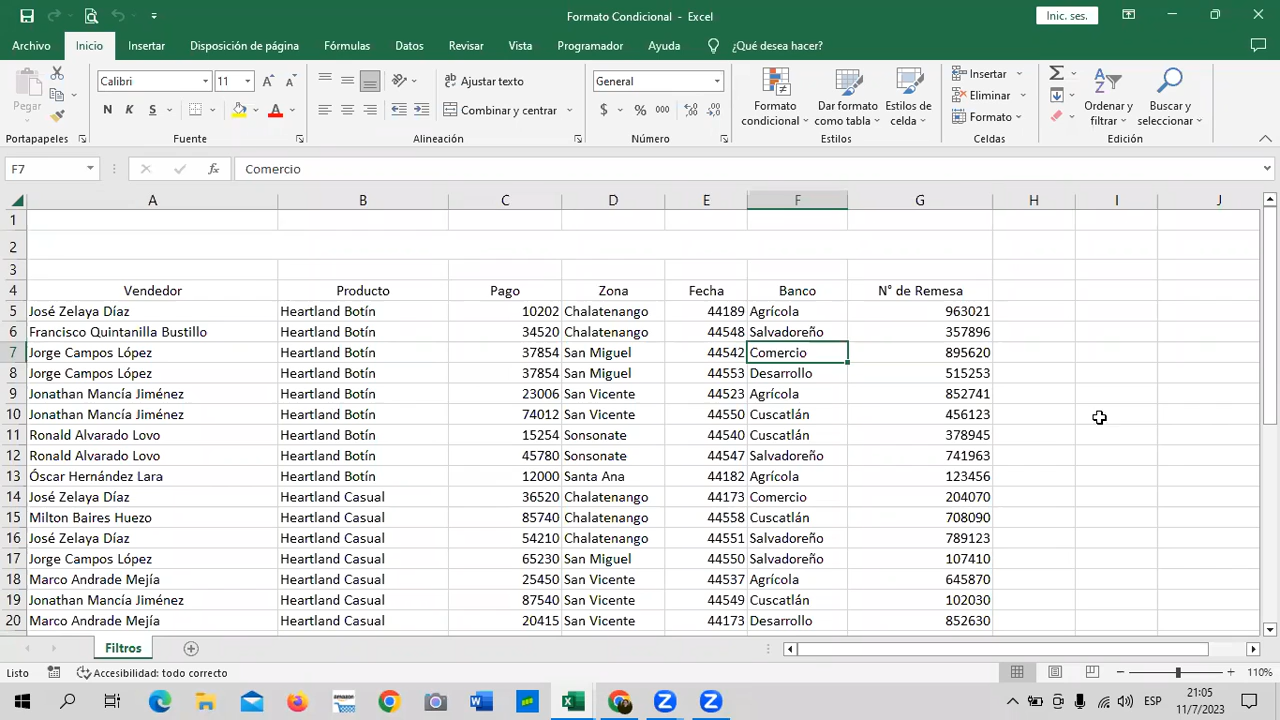 Formato Condicional - Excel
Inic. ses.
Archivo Inicio Insertar Disposición de página Fórmulas Datos Revisar Vista Programador Ayuda ¿Qué desea hacer?
Pegar
Calibri 11
N K S
Ajustar texto
Combinar y centrar
General
$ % 000
Formato condicional
Dar formato como tabla
Estilos de celda
Insertar
Eliminar
Formato
Ordenar y filtrar
Buscar y seleccionar
Portapapeles Fuente Alineación Número Estilos Celdas Edición
F7 fx Comercio
A B C D E F G H I J
1
2
3
4 Vendedor Producto Pago Zona Fecha Banco N° de Remesa
5 José Zelaya Díaz Heartland Botín 10202 Chalatenango 44189 Agrícola 963021
6 Francisco Quintanilla Bustillo Heartland Botín 34520 Chalatenango 44548 Salvadoreño 357896
7 Jorge Campos López Heartland Botín 37854 San Miguel 44542 Comercio 895620
8 Jorge Campos López Heartland Botín 37854 San Miguel 44553 Desarrollo 515253
9 Jonathan Mancía Jiménez Heartland Botín 23006 San Vicente 44523 Agrícola 852741
10 Jonathan Mancía Jiménez Heartland Botín 74012 San Vicente 44550 Cuscatlán 456123
11 Ronald Alvarado Lovo Heartland Botín 15254 Sonsonate 44540 Cuscatlán 378945
12 Ronald Alvarado Lovo Heartland Botín 45780 Sonsonate 44547 Salvadoreño 741963
13 Óscar Hernández Lara Heartland Botín 12000 Santa Ana 44182 Agrícola 123456
14 José Zelaya Díaz Heartland Casual 36520 Chalatenango 44173 Comercio 204070
15 Milton Baires Huezo Heartland Casual 85740 Chalatenango 44558 Cuscatlán 708090
16 José Zelaya Díaz Heartland Casual 54210 Chalatenango 44551 Salvadoreño 789123
17 Jorge Campos López Heartland Casual 65230 San Miguel 44550 Salvadoreño 107410
18 Marco Andrade Mejía Heartland Casual 25450 San Vicente 44537 Agrícola 645870
19 Jonathan Mancía Jiménez Heartland Casual 87540 San Vicente 44549 Cuscatlán 102030
20 Marco Andrade Mejía Heartland Casual 20415 San Vicente 44173 Desarrollo 852630
Filtros
Listo Accesibilidad: todo correcto 110%
ESP 21:05
11/7/2023